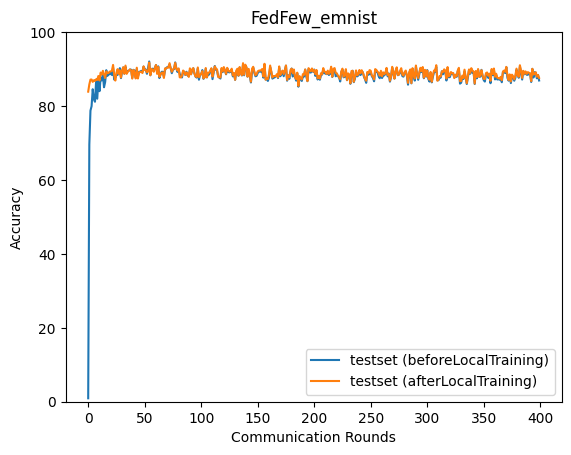 FedFew_emnist
100
80
60
40
20
0
Accuracy
0 50 100 150 200 250 300 350 400
Communication Rounds
testset (beforeLocalTraining)
testset (afterLocalTraining)